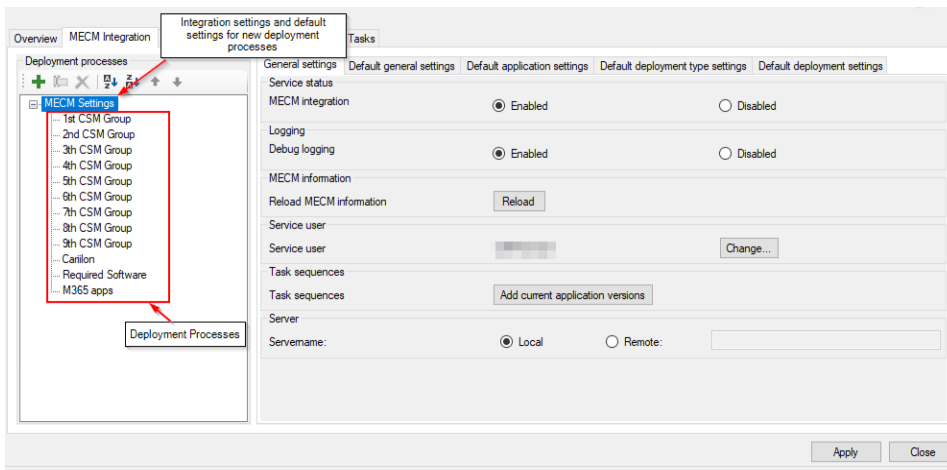 Integration settings and default
settings for new deployment
processes
Overview
MECM Integration
Tasks
Deployment processes
MECM Settings
1st CSM Group
2nd CSM Group
3th CSM Group
4th CSM Group
5th CSM Group
6th CSM Group
7th CSM Group
8th CSM Group
9th CSM Group
Cariilon
Required Software
M365 apps
Deployment Processes
General settings
Default general settings
Default application settings
Default deployment type settings
Default deployment settings
Service status
MECM integration
Enabled
Disabled
Logging
Debug logging
Enabled
Disabled
MECM information
Reload MECM information
Reload
Service user
Service user
Change...
Task sequences
Task sequences
Add current application versions
Server
Servername:
Local
Remote:
Apply
Close